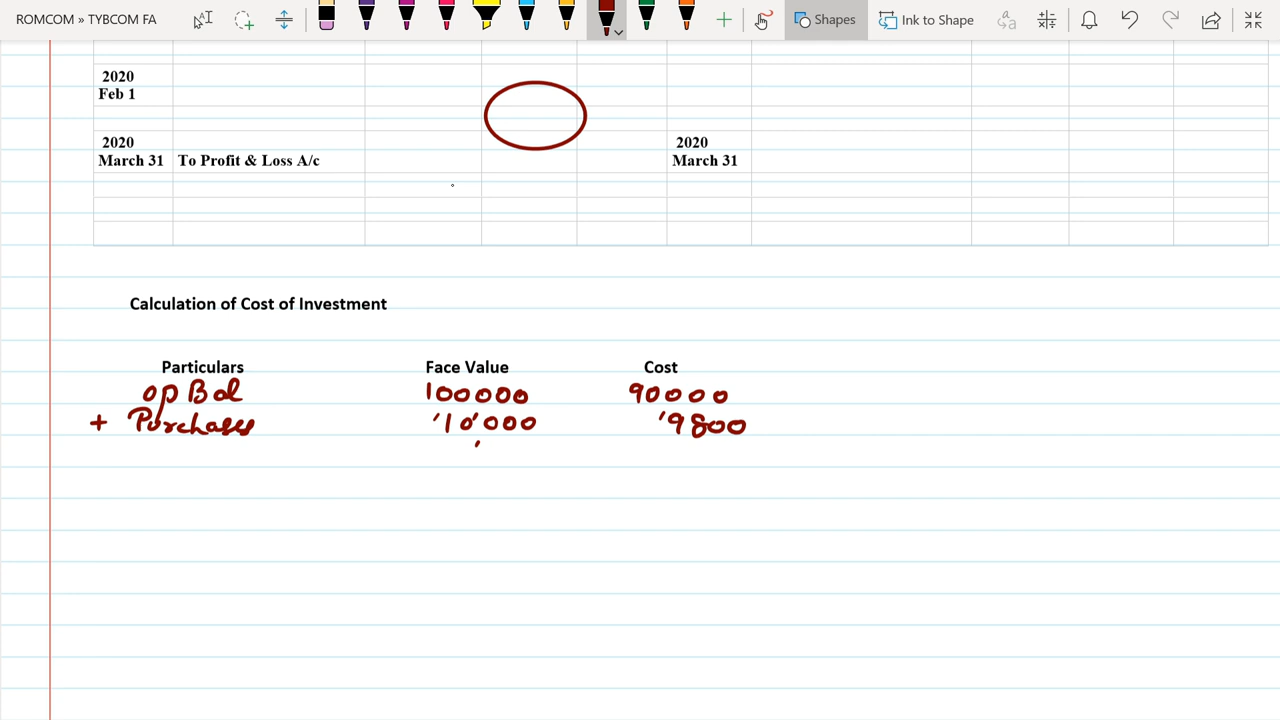 ROMCOM » TYBCOM FA
Shapes
Ink to Shape
2020
Feb 1
2020
March 31 To Profit & Loss A/c
2020
March 31
Calculation of Cost of Investment
Particulars Face Value Cost
op Bal 100000 90000
+ Purchases 10000 9800